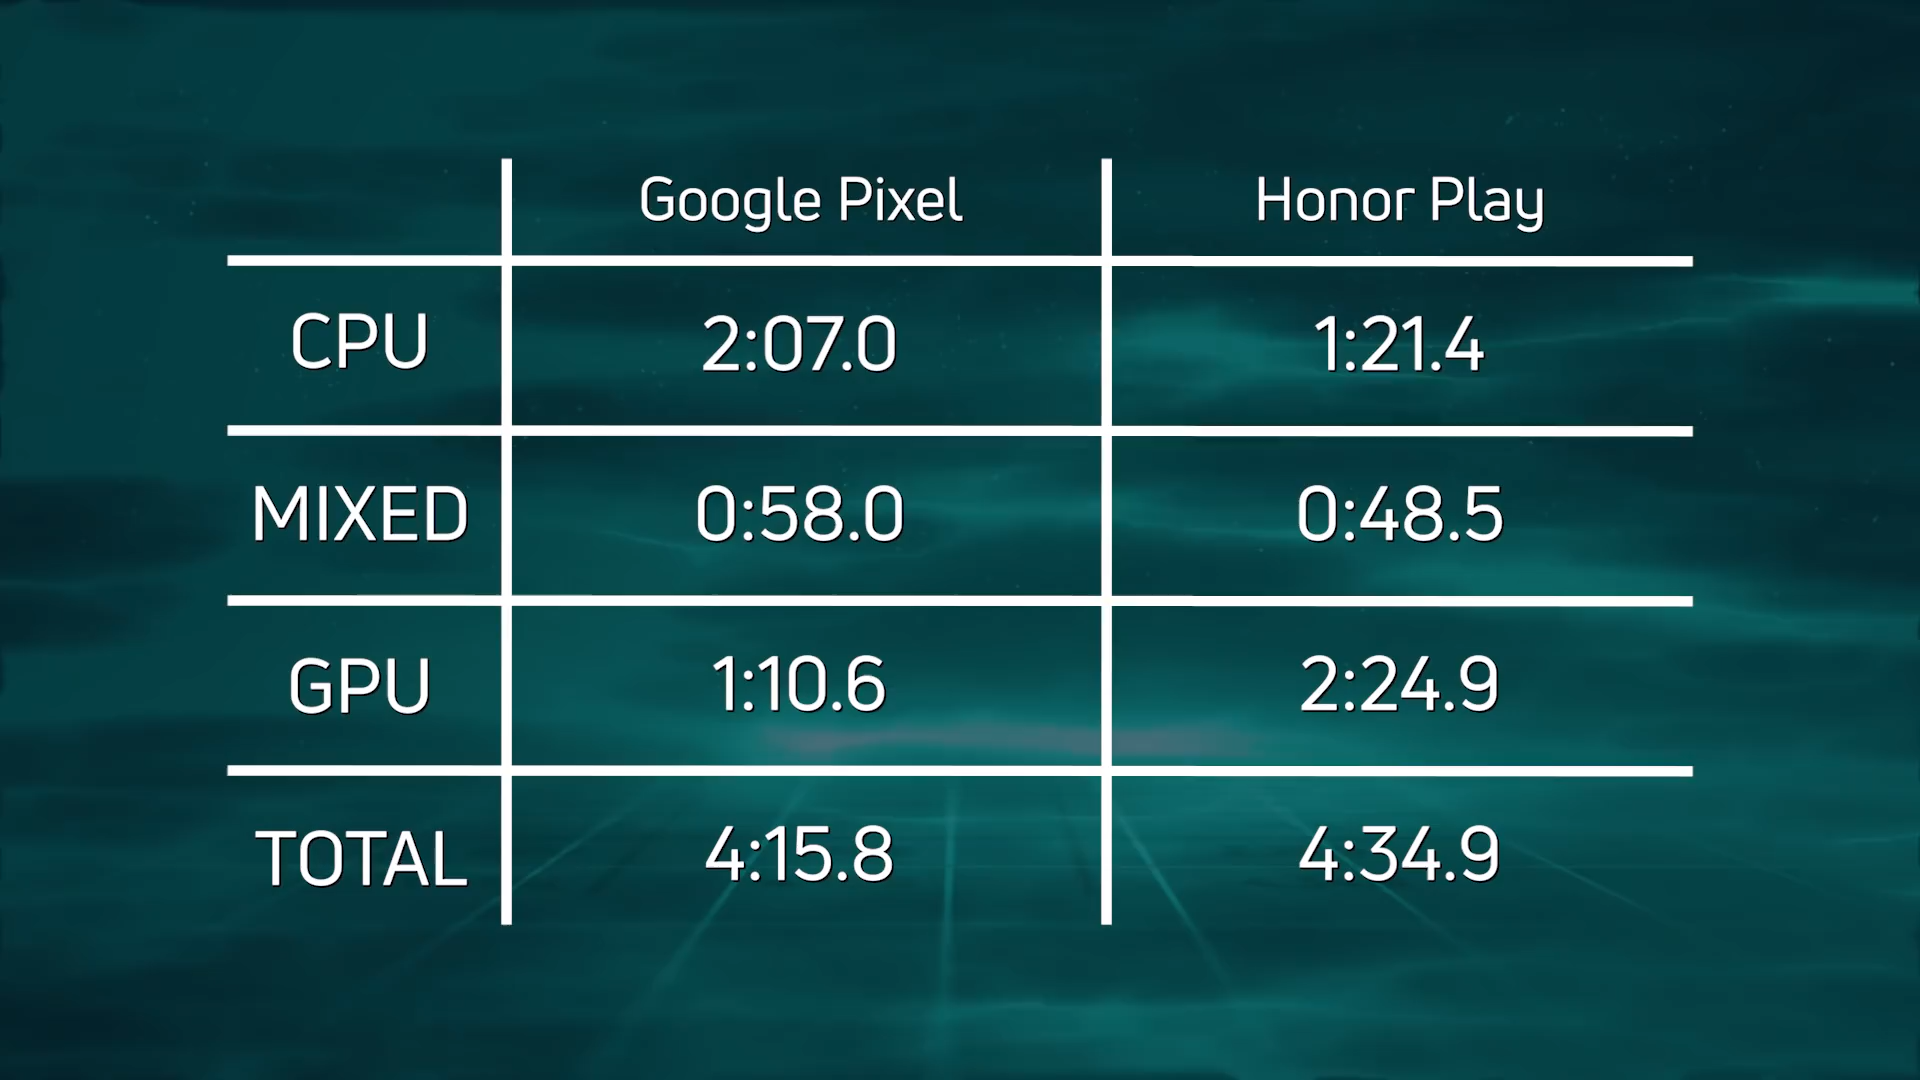 Google Pixel Honor Play
CPU 2:07.0 1:21.4
MIXED 0:58.0 0:48.5
GPU 1:10.6 2:24.9
TOTAL 4:15.8 4:34.9